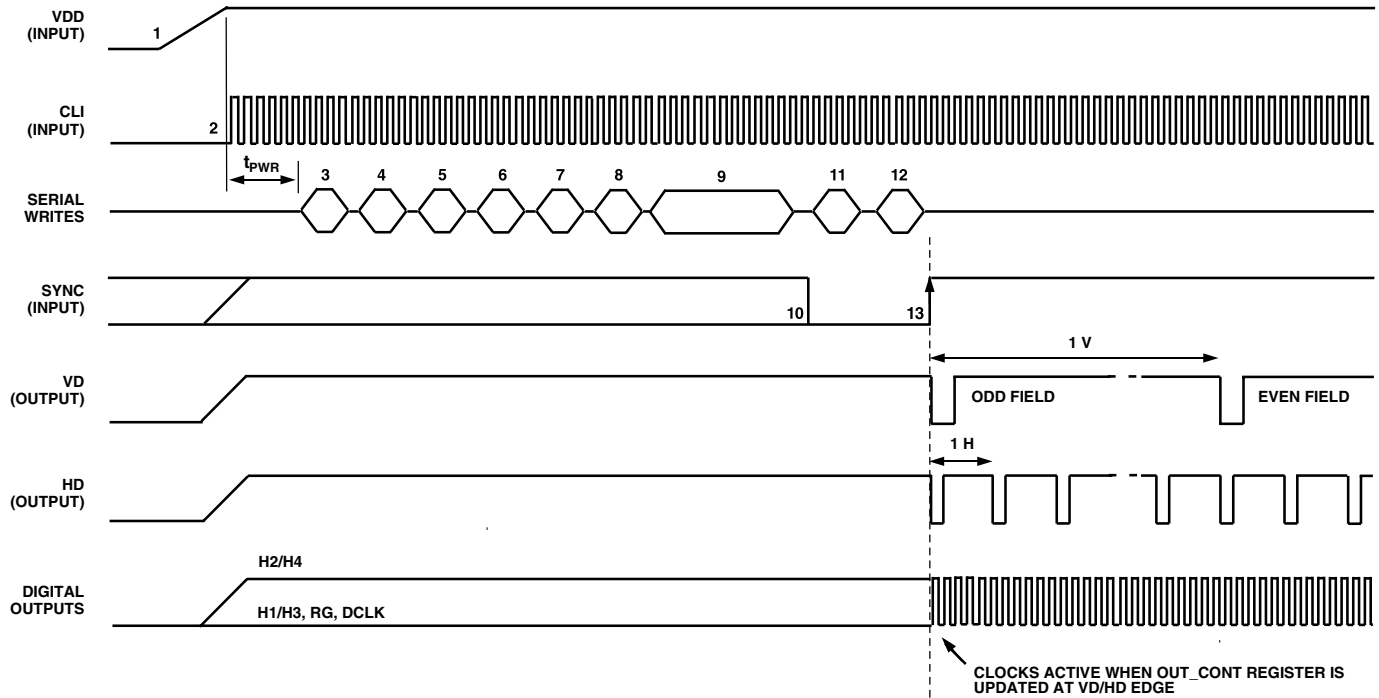 VDD
(INPUT)
1
CLI
(INPUT)
2
tPWR
SERIAL
WRITES
3 4 5 6 7 8 9 11 12
SYNC
(INPUT)
10 13
1 V
VD
(OUTPUT)
ODD FIELD EVEN FIELD
1 H
HD
(OUTPUT)
H2/H4
DIGITAL
OUTPUTS
H1/H3, RG, DCLK
CLOCKS ACTIVE WHEN OUT_CONT REGISTER IS
UPDATED AT VD/HD EDGE